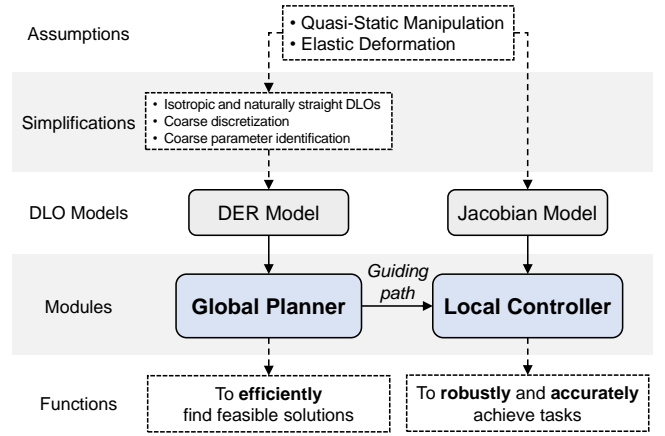 Assumptions
• Quasi-Static Manipulation
• Elastic Deformation
Simplifications
• Isotropic and naturally straight DLOs
• Coarse discretization
• Coarse parameter identification
DLO Models
DER Model
Jacobian Model
Modules
Global Planner
Guiding
path
Local Controller
Functions
To efficiently
find feasible solutions
To robustly and accurately
achieve tasks